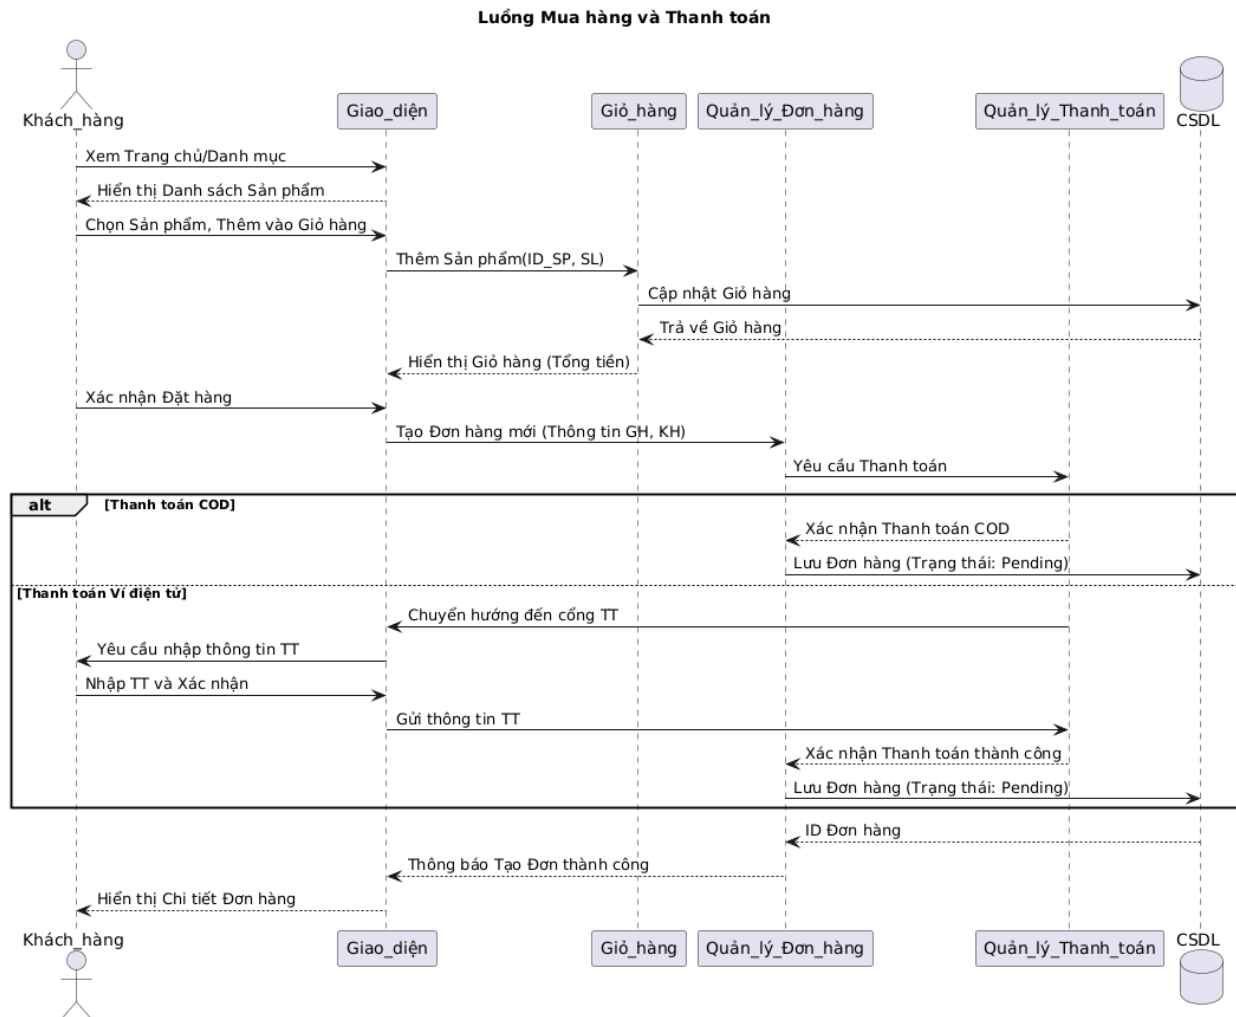 Luồng Mua hàng và Thanh toán
Khách_hàng
Giao_diện
Giỏ_hàng
Quản_lý_Đơn_hàng
Quản_lý_Thanh_toán
CSDL
Xem Trang chủ/Danh mục
Hiển thị Danh sách Sản phẩm
Chọn Sản phẩm, Thêm vào Giỏ hàng
Thêm Sản phẩm(ID_SP, SL)
Cập nhật Giỏ hàng
Trả về Giỏ hàng
Hiển thị Giỏ hàng (Tổng tiền)
Xác nhận Đặt hàng
Tạo Đơn hàng mới (Thông tin GH, KH)
Yêu cầu Thanh toán
alt
[Thanh toán COD]
Xác nhận Thanh toán COD
Lưu Đơn hàng (Trạng thái: Pending)
[Thanh toán Ví điện tử]
Chuyển hướng đến cổng TT
Yêu cầu nhập thông tin TT
Nhập TT và Xác nhận
Gửi thông tin TT
Xác nhận Thanh toán thành công
Lưu Đơn hàng (Trạng thái: Pending)
ID Đơn hàng
Thông báo Tạo Đơn thành công
Hiển thị Chi tiết Đơn hàng
Khách_hàng
Giao_diện
Giỏ_hàng
Quản_lý_Đơn_hàng
Quản_lý_Thanh_toán
CSDL